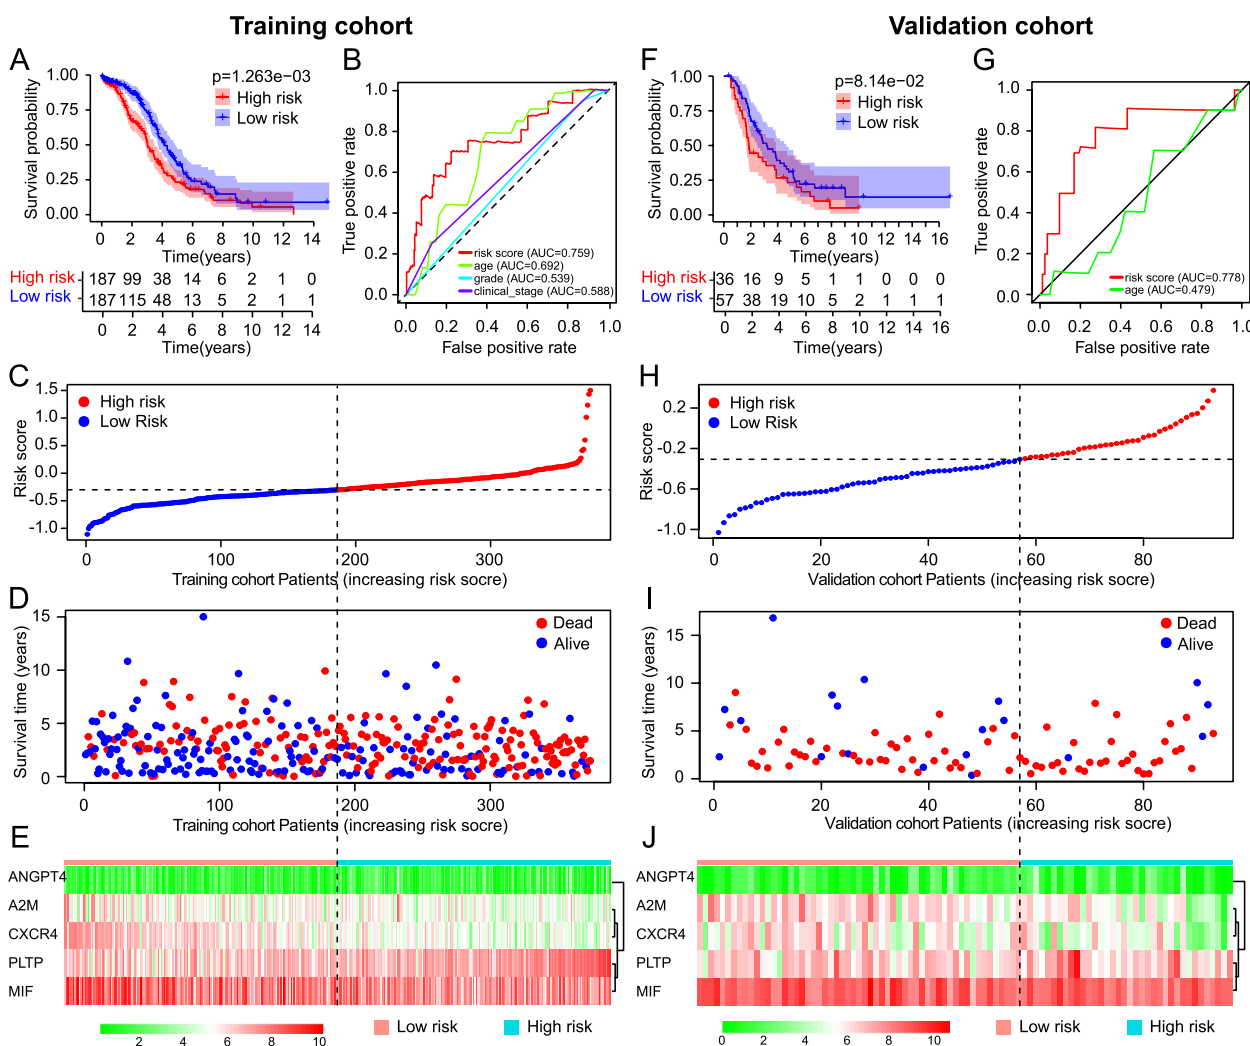 Training cohort
Validation cohort
A
p=1.263e−03
High risk
Low risk
Survival probability
1.00
0.75
0.50
0.25
0.00
0 2 4 6 8 10 12 14
Time(years)
High risk 187 99 38 14 6 2 1 0
Low risk 187 115 48 13 5 2 1 1
0 2 4 6 8 10 12 14
Time(years)
B
True positive rate
1.0
0.8
0.6
0.4
0.2
0.0
risk score (AUC=0.759)
age (AUC=0.692)
grade (AUC=0.539)
clinical_stage (AUC=0.588)
0.0 0.2 0.4 0.6 0.8 1.0
False positive rate
F
p=8.14e−02
High risk
Low risk
Survival probability
1.00
0.75
0.50
0.25
0.00
0 2 4 6 8 10 12 14 16
Time(years)
High risk 36 16 9 5 1 1 0 0 0
Low risk 57 38 19 10 5 2 1 1 1
0 2 4 6 8 10 12 14 16
Time(years)
G
True positive rate
1.0
0.8
0.6
0.4
0.2
0.0
risk score (AUC=0.778)
age (AUC=0.479)
0.0 0.2 0.4 0.6 0.8 1.0
False positive rate
C
Risk score
1.5
1.0
0.5
0.0
-0.5
-1.0
High risk
Low Risk
0 100 200 300
Training cohort Patients (increasing risk socre)
H
Risk score
0.2
-0.2
-0.6
-1.0
High risk
Low Risk
0 20 40 60 80
Validation cohort Patients (increasing risk socre)
D
Survival time (years)
15
10
5
0
Dead
Alive
0 100 200 300
Training cohort Patients (increasing risk socre)
I
Survival time (years)
15
10
5
0
Dead
Alive
0 20 40 60 80
Validation cohort Patients (increasing risk socre)
E
ANGPT4
A2M
CXCR4
PLTP
MIF
2 4 6 8 10
Low risk
High risk
J
ANGPT4
A2M
CXCR4
PLTP
MIF
0 2 4 6 8 10
Low risk
High risk